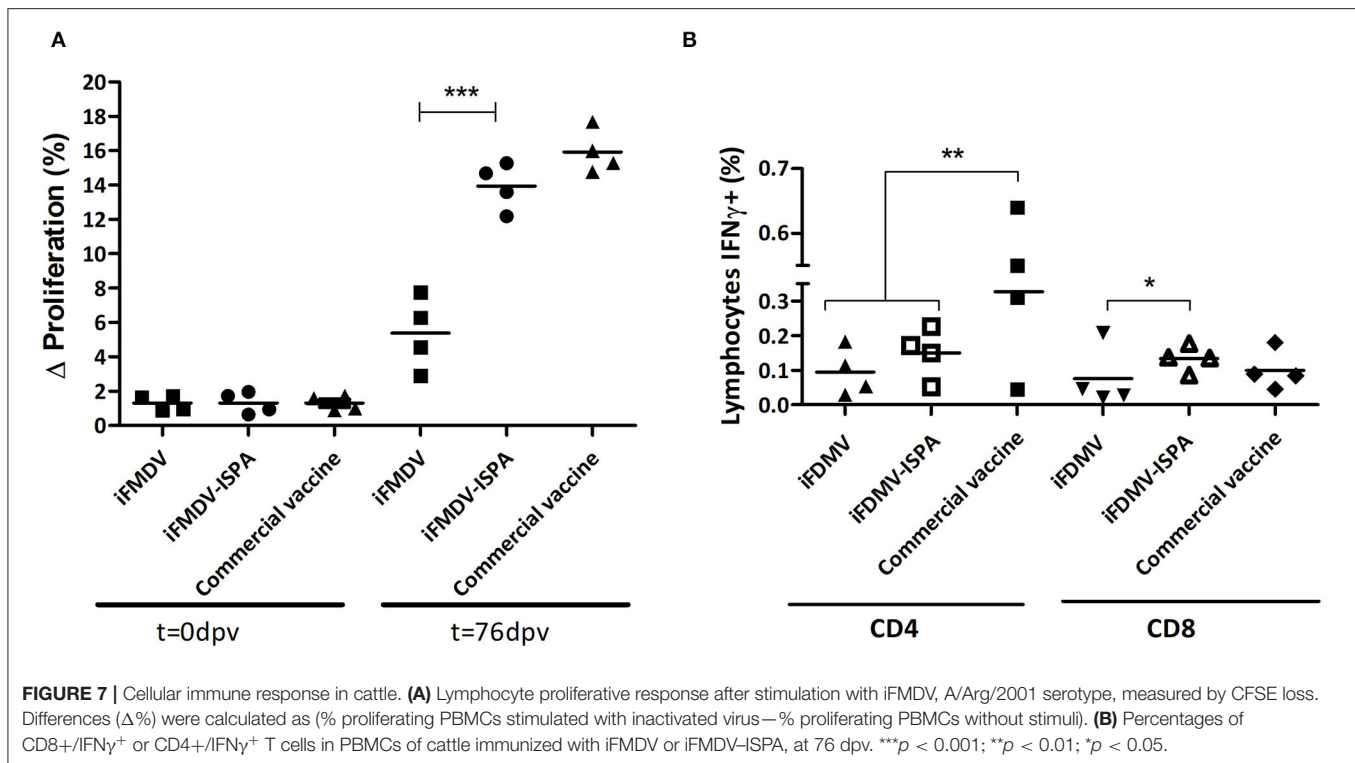 A
B
Δ Proliferation (%)
20
18
16
14
12
10
8
6
4
2
0
***
iFMDV
iFMDV-ISPA
Commercial vaccine
iFMDV
iFMDV-ISPA
Commercial vaccine
t=0dpv
t=76dpv
Lymphocytes IFNγ+ (%)
0.7
0.6
0.3
0.2
0.1
0.0
**
*
iFDMV
iFDMV-ISPA
Commercial vaccine
iFDMV
iFDMV-ISPA
Commercial vaccine
CD4
CD8
FIGURE 7 | Cellular immune response in cattle. (A) Lymphocyte proliferative response after stimulation with iFMDV, A/Arg/2001 serotype, measured by CFSE loss.
Differences (Δ%) were calculated as (% proliferating PBMCs stimulated with inactivated virus—% proliferating PBMCs without stimuli). (B) Percentages of
CD8+/IFNγ⁺ or CD4+/IFNγ⁺ T cells in PBMCs of cattle immunized with iFMDV or iFMDV–ISPA, at 76 dpv. ***p < 0.001; **p < 0.01; *p < 0.05.